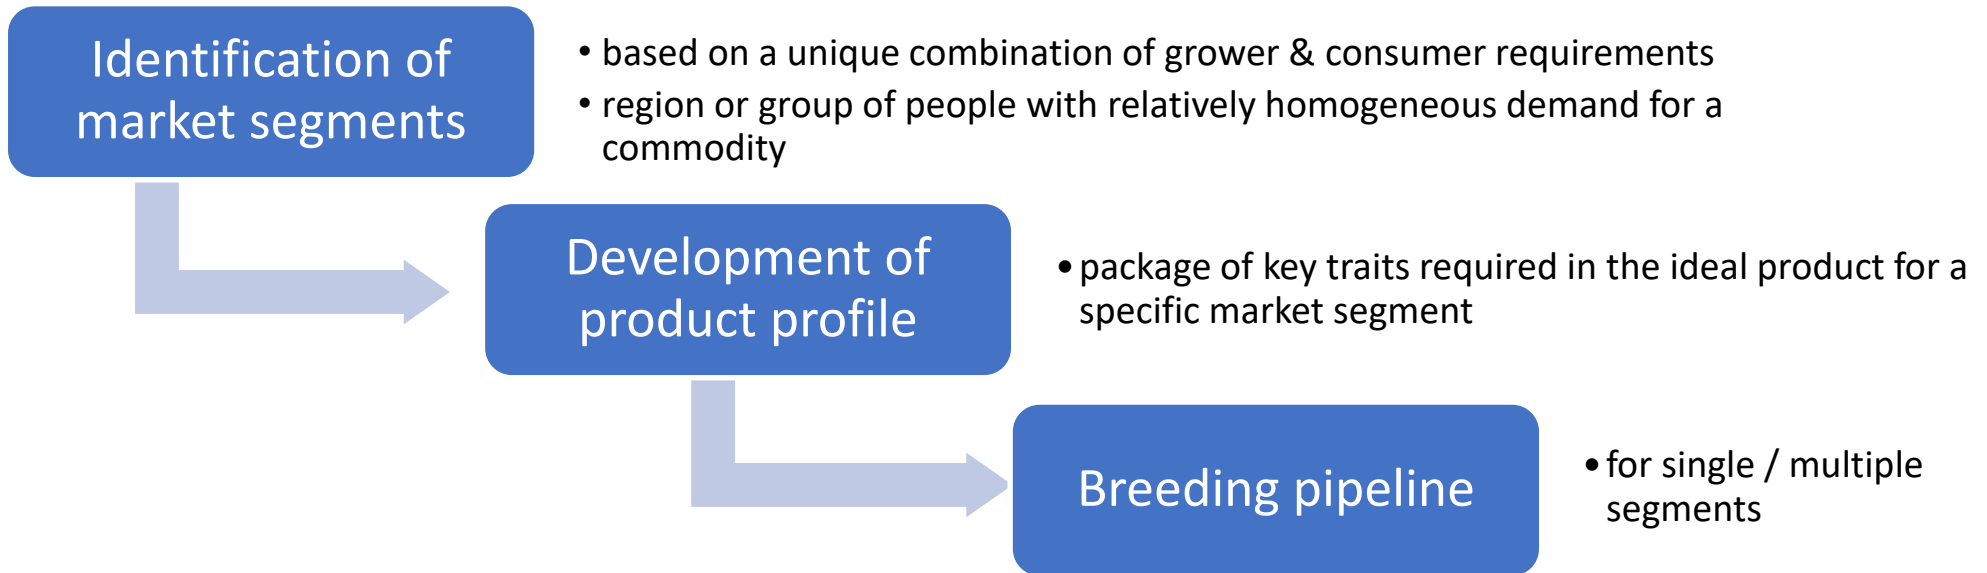 Identification of
market segments
• based on a unique combination of grower & consumer requirements
• region or group of people with relatively homogeneous demand for a
commodity
Development of
product profile
• package of key traits required in the ideal product for a
specific market segment
Breeding pipeline
• for single / multiple
segments